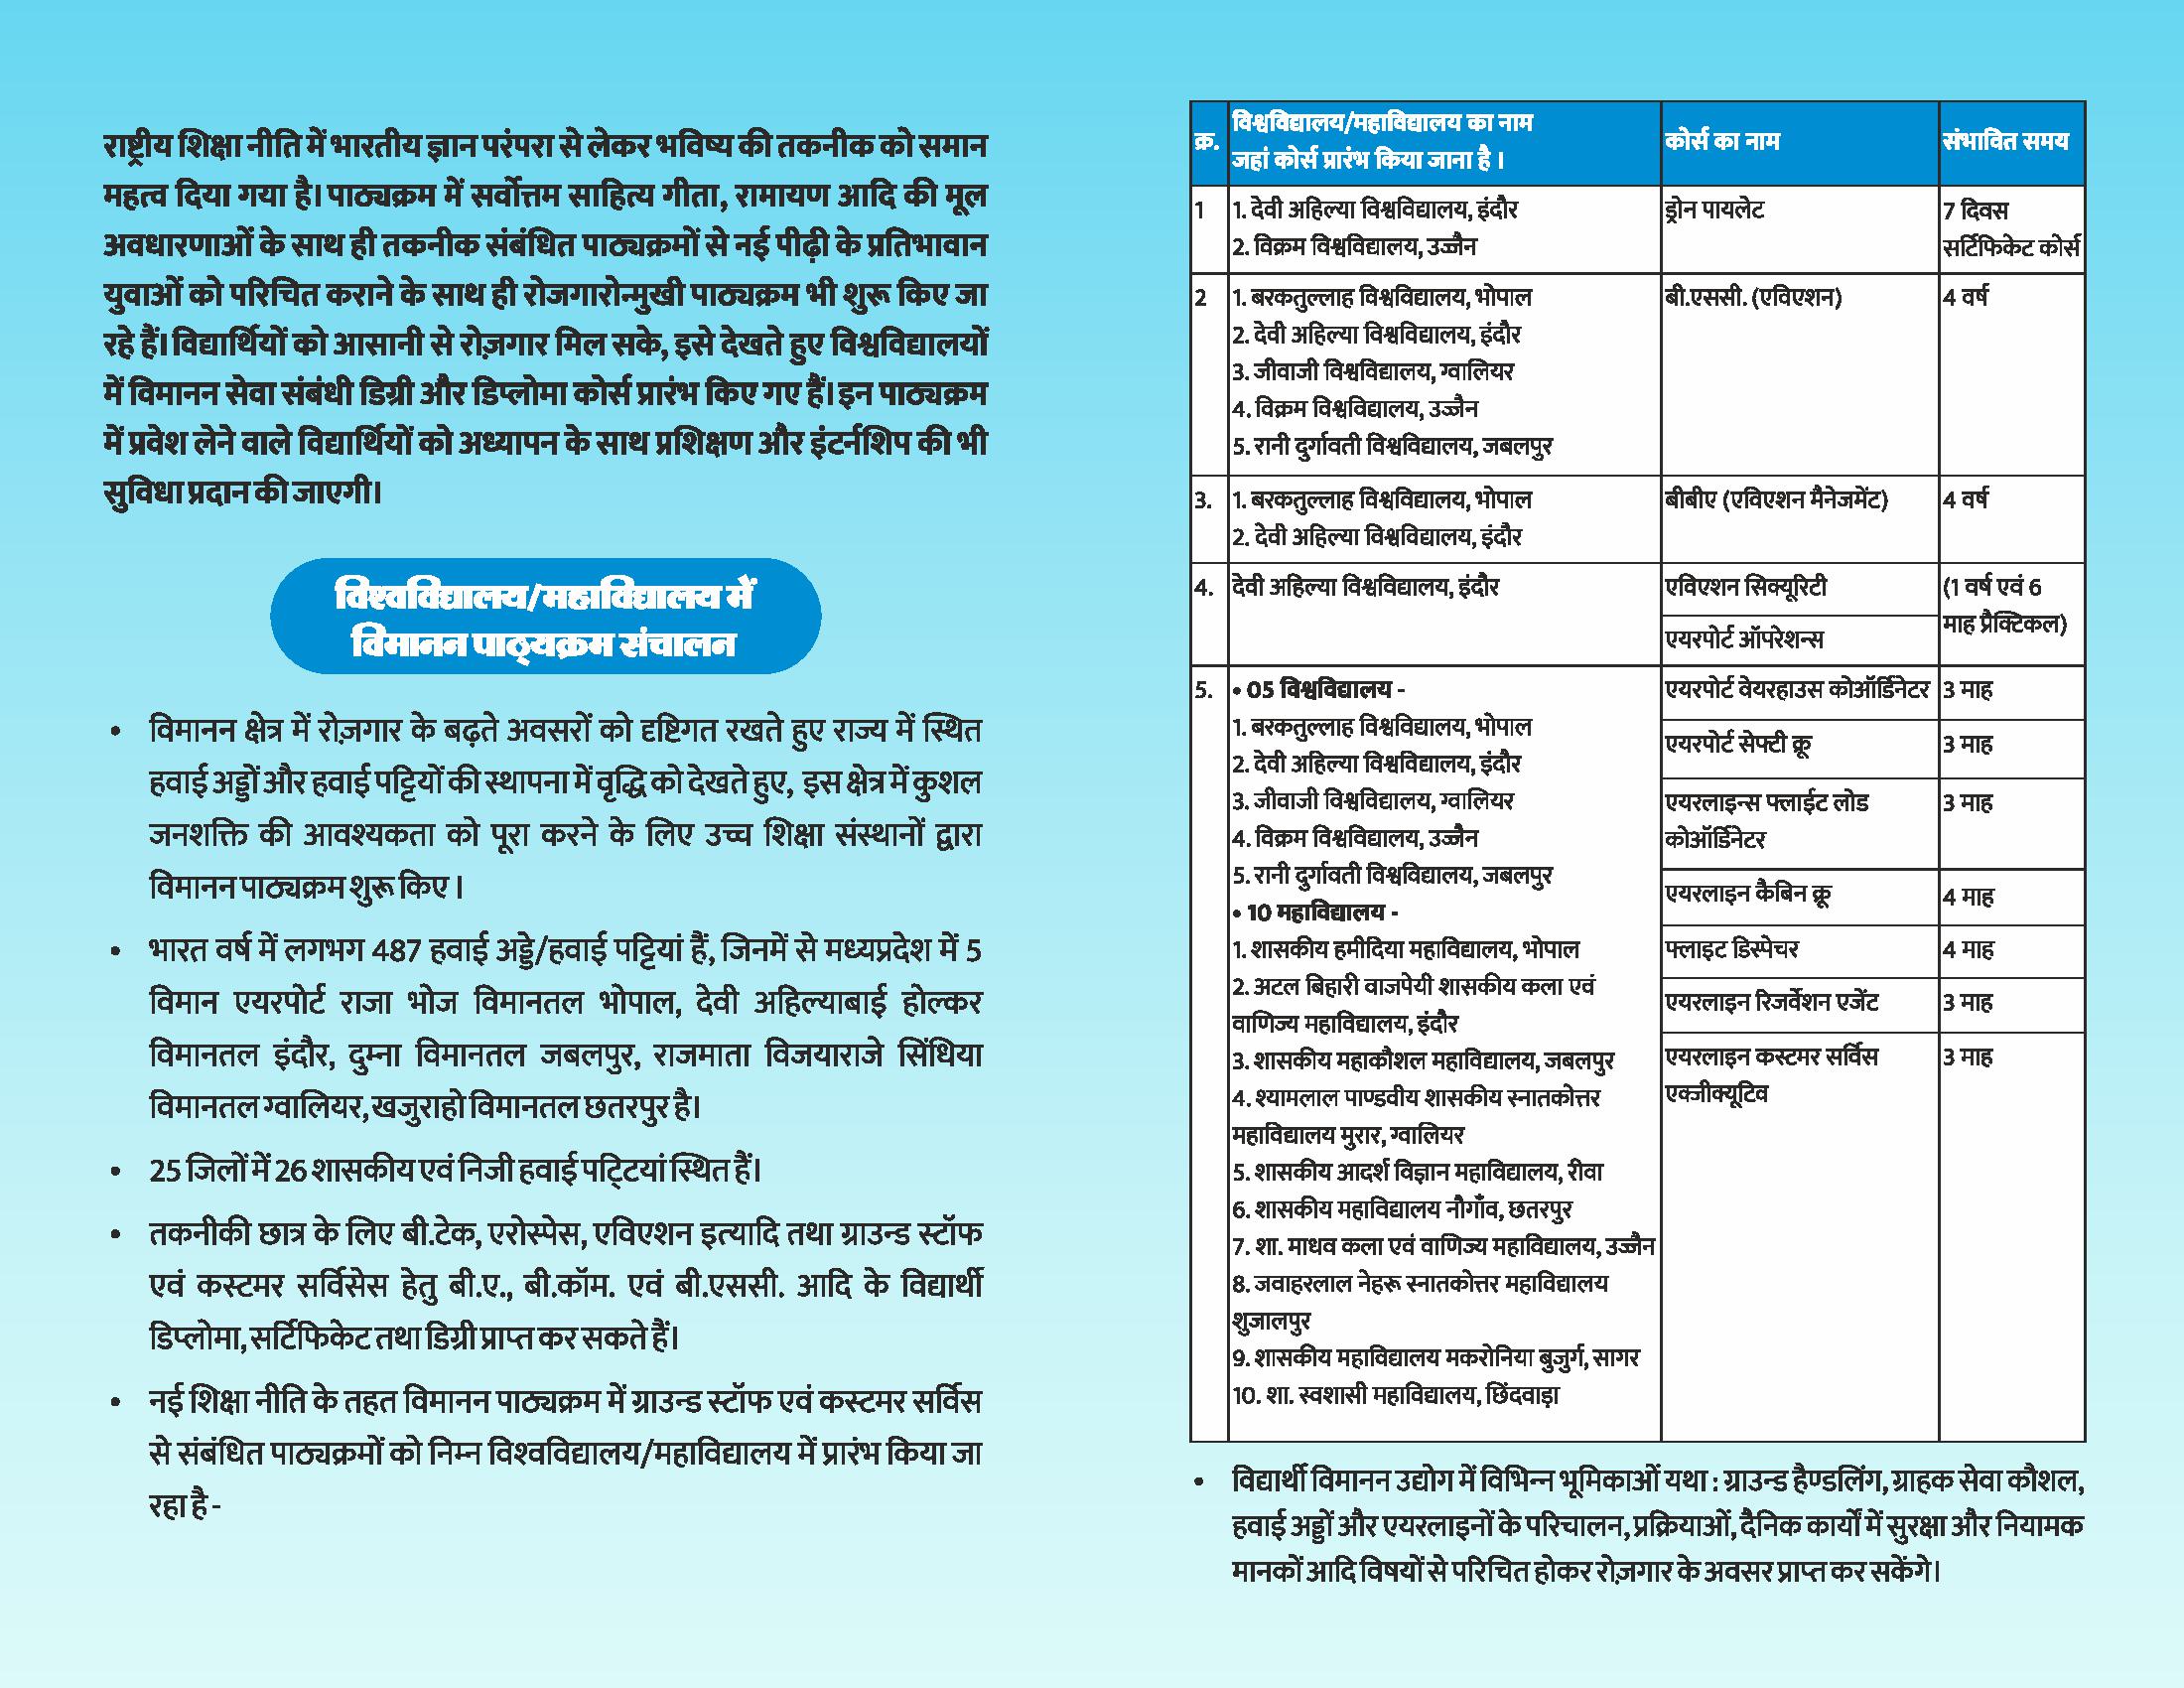 राष्ट्रीय शिक्षा नीति में भारतीय ज्ञान परंपरा से लेकर भविष्य की तकनीक को समान
महत्व दिया गया है। पाठ्यक्रम में सर्वोत्तम साहित्य गीता, रामायण आदि की मूल
अवधारणाओं के साथ ही तकनीक संबंधित पाठ्यक्रमों से नई पीढ़ी के प्रतिभावान
युवाओं को परिचित कराने के साथ ही रोजगारोन्मुखी पाठ्यक्रम भी शुरू किए जा
रहे हैं। विद्यार्थियों को आसानी से रोज़गार मिल सके, इसे देखते हुए विश्वविद्यालयों
में विमानन सेवा संबंधी डिग्री और डिप्लोमा कोर्स प्रारंभ किए गए हैं। इन पाठ्यक्रम
में प्रवेश लेने वाले विद्यार्थियों को अध्यापन के साथ प्रशिक्षण और इंटर्नशिप की भी
सुविधा प्रदान की जाएगी।
विश्वविद्यालय/महाविद्यालय में
विमानन पाठ्यक्रम संचालन
• विमानन क्षेत्र में रोज़गार के बढ़ते अवसरों को दृष्टिगत रखते हुए राज्य में स्थित
हवाई अड्डों और हवाई पट्टियों की स्थापना में वृद्धि को देखते हुए, इस क्षेत्र में कुशल
जनशक्ति की आवश्यकता को पूरा करने के लिए उच्च शिक्षा संस्थानों द्वारा
विमानन पाठ्यक्रम शुरू किए ।
• भारत वर्ष में लगभग 487 हवाई अड्डे/हवाई पट्टियां हैं, जिनमें से मध्यप्रदेश में 5
विमान एयरपोर्ट राजा भोज विमानतल भोपाल, देवी अहिल्याबाई होल्कर
विमानतल इंदौर, दुम्ना विमानतल जबलपुर, राजमाता विजयाराजे सिंधिया
विमानतल ग्वालियर, खजुराहो विमानतल छतरपुर है।
• 25 जिलों में 26 शासकीय एवं निजी हवाई पट्टियां स्थित हैं।
• तकनीकी छात्र के लिए बी.टेक, एरोस्पेस, एविएशन इत्यादि तथा ग्राउन्ड स्टॉफ
एवं कस्टमर सर्विसेस हेतु बी.ए., बी.कॉम. एवं बी.एससी. आदि के विद्यार्थी
डिप्लोमा, सर्टिफिकेट तथा डिग्री प्राप्त कर सकते हैं।
• नई शिक्षा नीति के तहत विमानन पाठ्यक्रम में ग्राउन्ड स्टॉफ एवं कस्टमर सर्विस
से संबंधित पाठ्यक्रमों को निम्न विश्वविद्यालय/महाविद्यालय में प्रारंभ किया जा
रहा है -
क्र. विश्वविद्यालय/महाविद्यालय का नाम जहां कोर्स प्रारंभ किया जाना है । कोर्स का नाम संभावित समय
1 1. देवी अहिल्या विश्वविद्यालय, इंदौर ड्रोन पायलेट 7 दिवस
2. विक्रम विश्वविद्यालय, उज्जैन सर्टिफिकेट कोर्स
2 1. बरकतुल्लाह विश्वविद्यालय, भोपाल बी.एससी. (एविएशन) 4 वर्ष
2. देवी अहिल्या विश्वविद्यालय, इंदौर
3. जीवाजी विश्वविद्यालय, ग्वालियर
4. विक्रम विश्वविद्यालय, उज्जैन
5. रानी दुर्गावती विश्वविद्यालय, जबलपुर
3. 1. बरकतुल्लाह विश्वविद्यालय, भोपाल बीबीए (एविएशन मैनेजमेंट) 4 वर्ष
2. देवी अहिल्या विश्वविद्यालय, इंदौर
4. देवी अहिल्या विश्वविद्यालय, इंदौर एविएशन सिक्यूरिटी (1 वर्ष एवं 6
एयरपोर्ट ऑपरेशन्स माह प्रैक्टिकल)
5. • 05 विश्वविद्यालय - एयरपोर्ट वेयरहाउस कोऑर्डिनेटर 3 माह
1. बरकतुल्लाह विश्वविद्यालय, भोपाल
2. देवी अहिल्या विश्वविद्यालय, इंदौर एयरपोर्ट सेफ्टी क्रू 3 माह
3. जीवाजी विश्वविद्यालय, ग्वालियर एयरलाइन्स फ्लाईट लोड 3 माह
4. विक्रम विश्वविद्यालय, उज्जैन कोऑर्डिनेटर
5. रानी दुर्गावती विश्वविद्यालय, जबलपुर एयरलाइन कैबिन क्रू 4 माह
• 10 महाविद्यालय -
1. शासकीय हमीदिया महाविद्यालय, भोपाल फ्लाइट डिस्पेचर 4 माह
2. अटल बिहारी वाजपेयी शासकीय कला एवं एयरलाइन रिजर्वेशन एजेंट 3 माह
वाणिज्य महाविद्यालय, इंदौर
3. शासकीय महाकौशल महाविद्यालय, जबलपुर एयरलाइन कस्टमर सर्विस 3 माह
4. श्यामलाल पाण्डवीय शासकीय स्नातकोत्तर एक्जीक्यूटिव
महाविद्यालय मुरार, ग्वालियर
5. शासकीय आदर्श विज्ञान महाविद्यालय, रीवा
6. शासकीय महाविद्यालय नौगाँव, छतरपुर
7. शा. माधव कला एवं वाणिज्य महाविद्यालय, उज्जैन
8. जवाहरलाल नेहरू स्नातकोत्तर महाविद्यालय
शुजालपुर
9. शासकीय महाविद्यालय मकरोनिया बुजुर्ग, सागर
10. शा. स्वशासी महाविद्यालय, छिंदवाड़ा
• विद्यार्थी विमानन उद्योग में विभिन्न भूमिकाओं यथा : ग्राउन्ड हैण्डलिंग, ग्राहक सेवा कौशल,
हवाई अड्डों और एयरलाइनों के परिचालन, प्रक्रियाओं, दैनिक कार्यों में सुरक्षा और नियामक
मानकों आदि विषयों से परिचित होकर रोज़गार के अवसर प्राप्त कर सकेंगे।